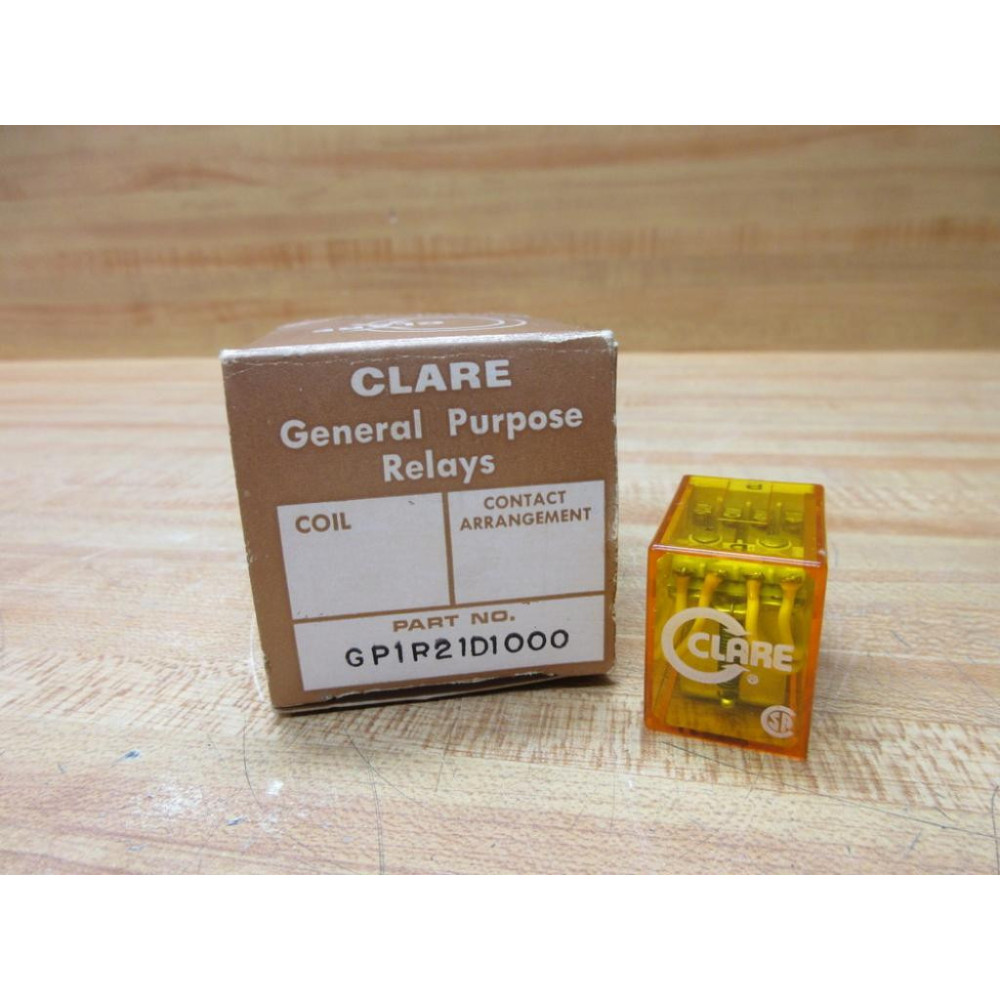 CLARE
General Purpose
Relays
COIL
CONTACT
ARRANGEMENT
PART NO.
GP1R21D1000
CLARE
®